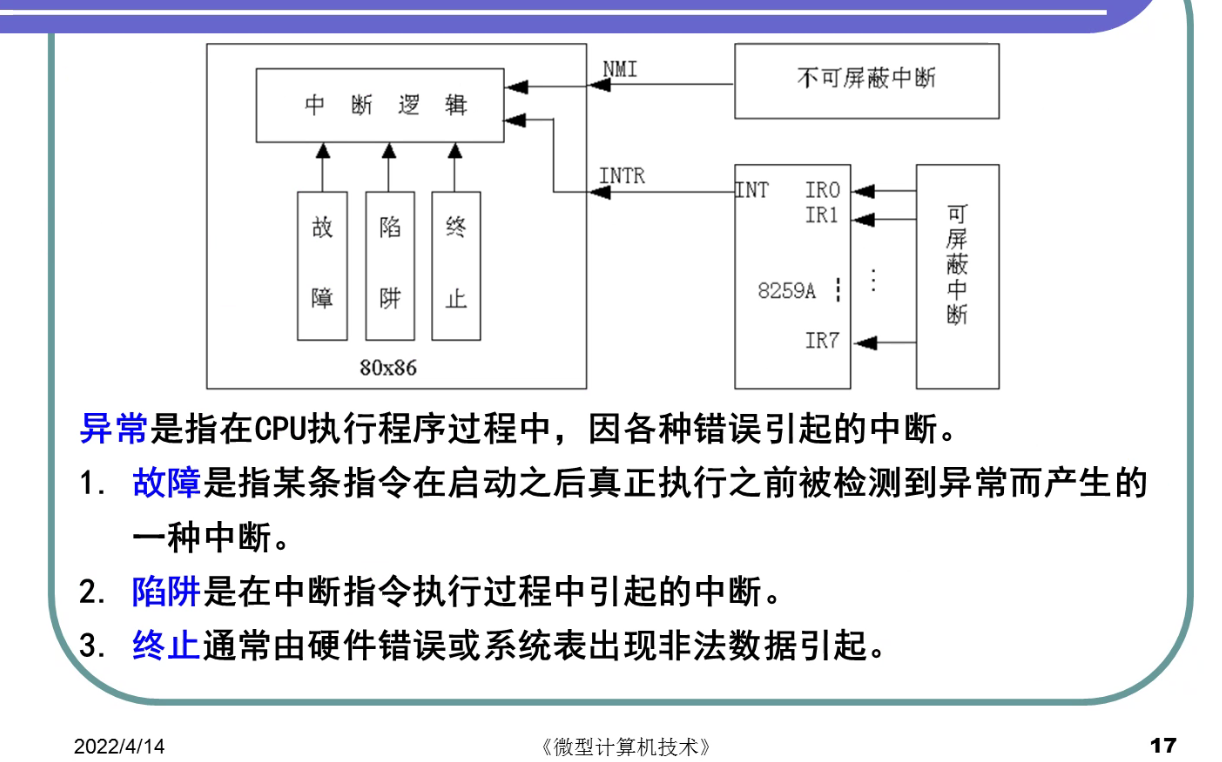 NMI
不可屏蔽中断
中断逻辑
INTR
INT
IR0
IR1
故障
陷阱
终止
可屏蔽中断
8259A
⋮
IR7
80x86
异常是指在CPU执行程序过程中，因各种错误引起的中断。
1. 故障是指某条指令在启动之后真正执行之前被检测到异常而产生的
一种中断。
2. 陷阱是在中断指令执行过程中引起的中断。
3. 终止通常由硬件错误或系统表出现非法数据引起。
2022/4/14
《微型计算机技术》
17